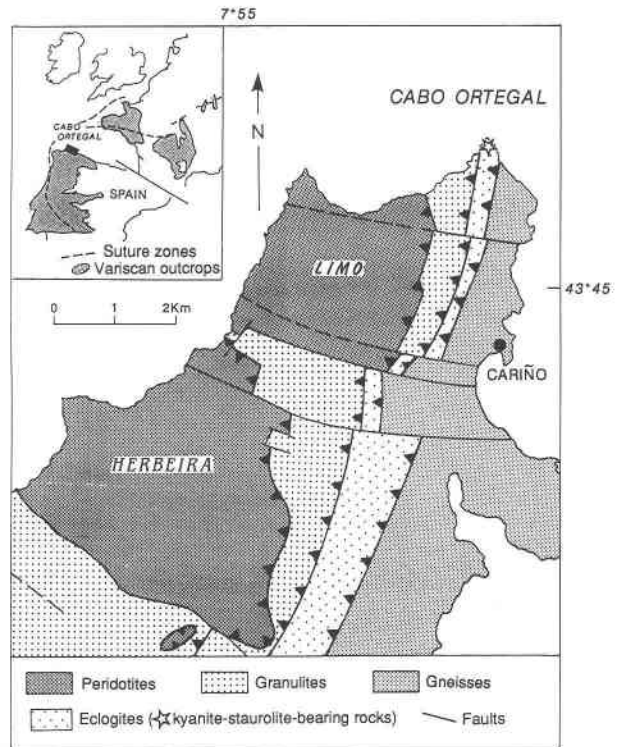 7*55
CABO ORTEGAL
N
CABO
ORTEGAL
SPAIN
Suture zones
Variscan outcrops
0 1 2Km
LIMO
43*45
CARIÑO
HERBEIRA
Peridotites
Granulites
Gneisses
Eclogites (☆kyanite-staurolite-bearing rocks)
Faults